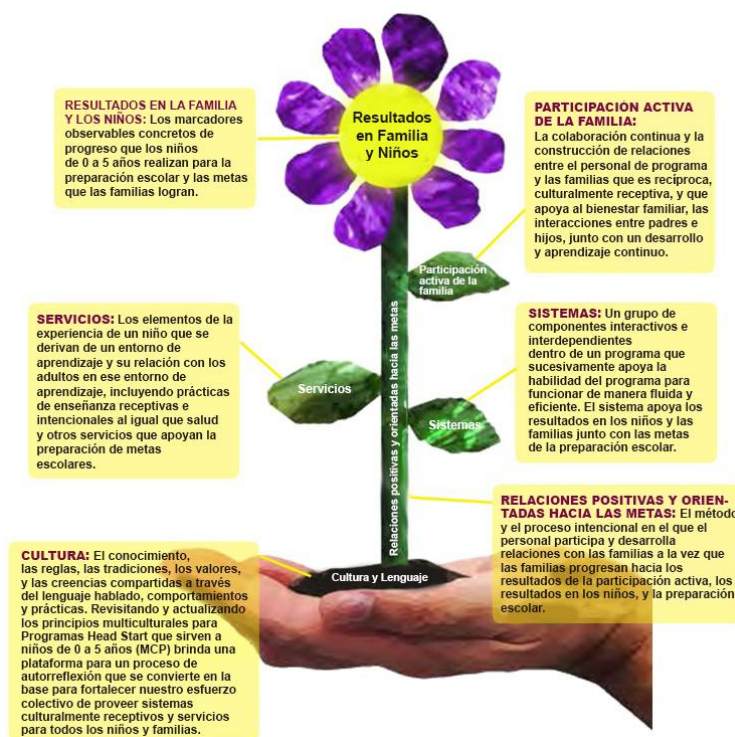 Resultados
en Familia
y Niños
RESULTADOS EN LA FAMILIA
Y LOS NIÑOS: Los marcadores
observables concretos de
progreso que los niños
de 0 a 5 años realizan para la
preparación escolar y las metas
que las familias logran.
PARTICIPACIÓN ACTIVA
DE LA FAMILIA:
La colaboración continua y la
construcción de relaciones
entre el personal de programa
y las familias que es recíproca,
culturalmente receptiva, y que
apoya al bienestar familiar, las
interacciones entre padres e
hijos, junto con un desarrollo
y aprendizaje continuo.
Participación
activa de la
familia
SERVICIOS: Los elementos de la
experiencia de un niño que se
derivan de un entorno de
aprendizaje y su relación con los
adultos en ese entorno de
aprendizaje, incluyendo prácticas
de enseñanza receptivas e
intencionales al igual que salud
y otros servicios que apoyan la
preparación de metas
escolares.
Servicios
Relaciones positivas y orientadas hacia las metas
Sistemas
SISTEMAS: Un grupo de
componentes interactivos e
interdependientes
dentro de un programa que
sucesivamente apoya la
habilidad del programa para
funcionar de manera fluida y
eficiente. El sistema apoya los
resultados en los niños y las
familias junto con las metas
de la preparación escolar.
RELACIONES POSITIVAS Y ORIEN-
TADAS HACIA LAS METAS: El método
y el proceso intencional en el que el
personal participa y desarrolla
relaciones con las familias a la vez que
las familias progresan hacia los
resultados de la participación activa, los
resultados en los niños, y la preparación
escolar.
Cultura y Lenguaje
CULTURA: El conocimiento,
las reglas, las tradiciones, los valores,
y las creencias compartidas a través
del lenguaje hablado, comportamientos
y prácticas. Revisitando y actualizando
los principios multiculturales para
Programas Head Start que sirven a
niños de 0 a 5 años (MCP) brinda una
plataforma para un proceso de
autorreflexión que se convierte en la
base para fortalecer nuestro esfuerzo
colectivo de proveer sistemas
culturalmente receptivos y servicios
para todos los niños y familias.